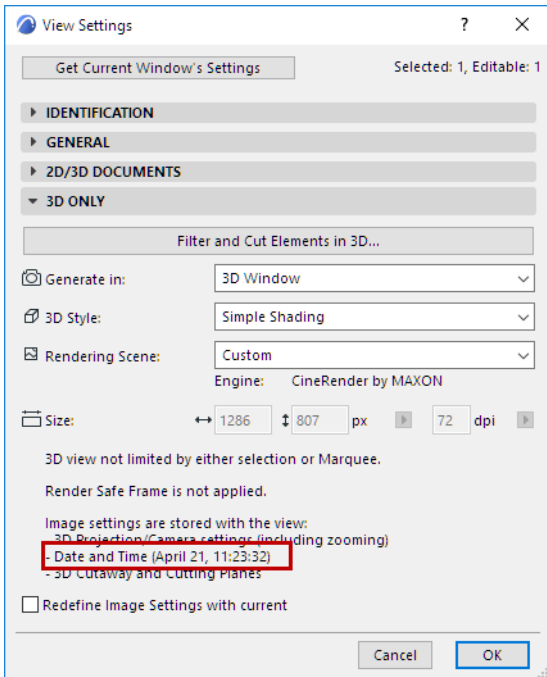 View Settings ? ×
Get Current Window's Settings Selected: 1, Editable: 1
IDENTIFICATION
GENERAL
2D/3D DOCUMENTS
3D ONLY
Filter and Cut Elements in 3D...
Generate in: 3D Window
3D Style: Simple Shading
Rendering Scene: Custom
Engine: CineRender by MAXON
Size: 1286 807 px 72 dpi
3D view not limited by either selection or Marquee.
Render Safe Frame is not applied.
Image settings are stored with the view:
- 3D Projection/Camera settings (including zooming)
- Date and Time (April 21, 11:23:32)
- 3D Cutaway and Cutting Planes
Redefine Image Settings with current
Cancel OK